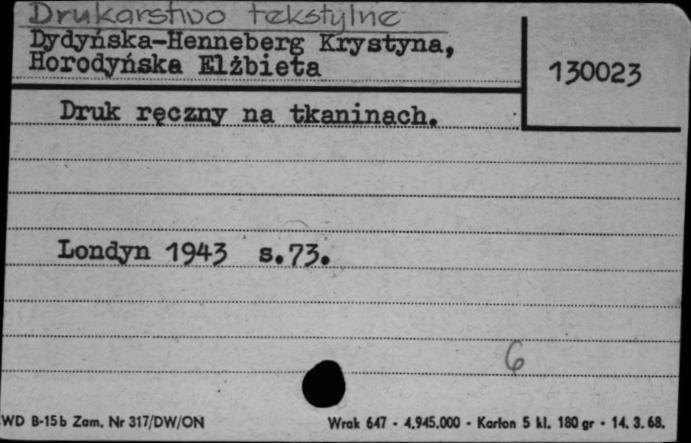 Drukarstwo tekstylne
Dydyńska-Henneberg Krystyna,
Horodyńska Elżbieta
130023
Druk ręczny na tkaninach.
Londyn 1943 s.73.
6
WD B-15b Zam. Nr 317/DW/ON
Wrak 647 - 4.945.000 - Karton 5 kl. 180 gr - 14. 3. 68.